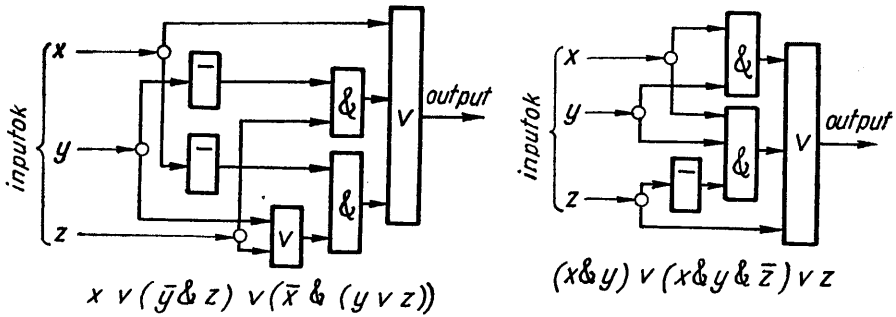 inputok
x
y
z
–
–
&
&
v
v
output
x v (ȳ & z) v (x̄ & (y v z))
inputok
x
y
z
&
&
–
v
output
(x&y) v (x&y&z̄) v z